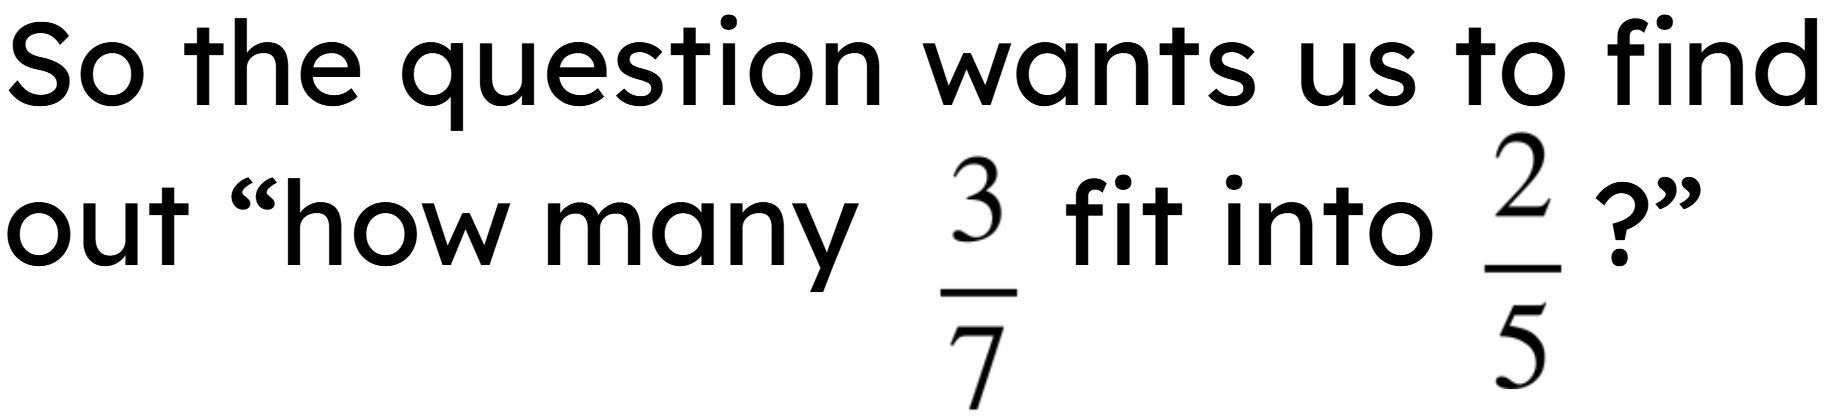 So the question wants us to find
out “how many 3/7 fit into 2/5 ?”